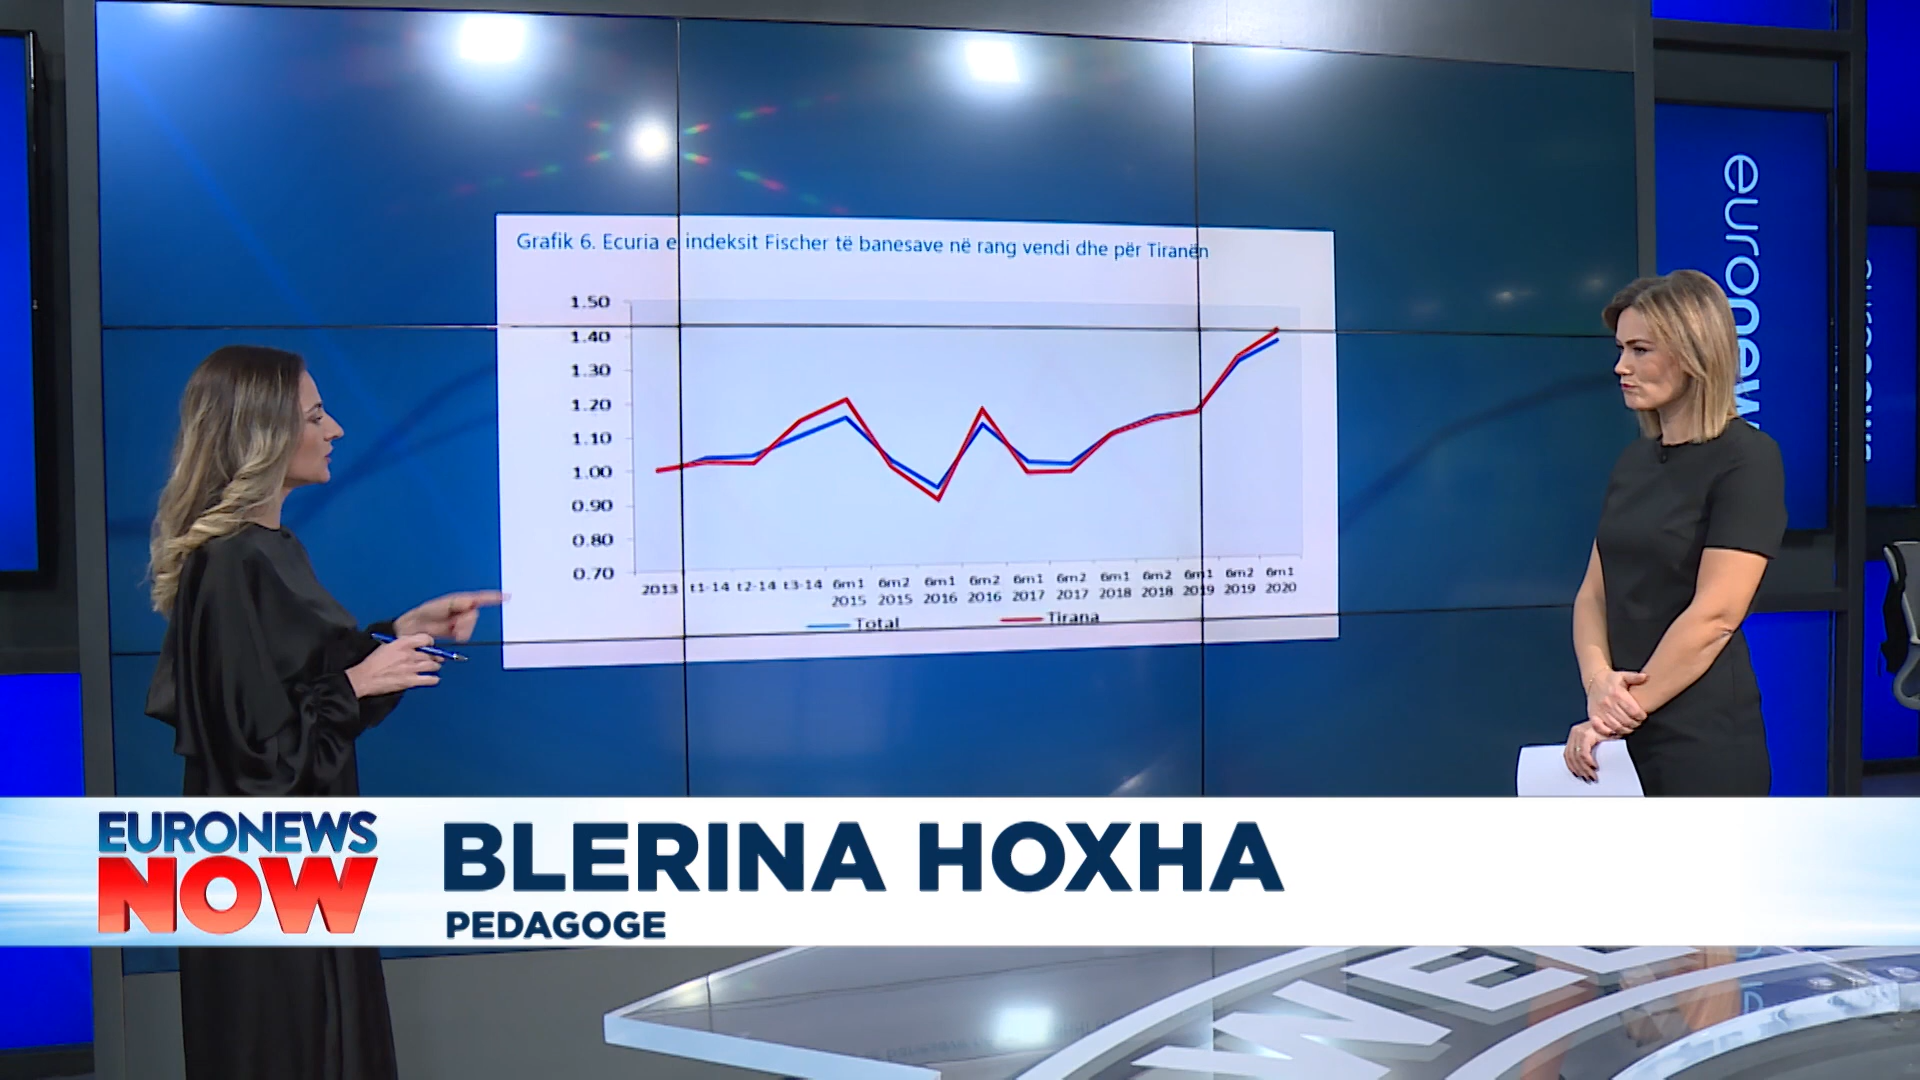 Grafik 6. Ecuria e indeksit Fischer të banesave në rang vendi dhe për Tiranën
1.50
1.40
1.30
1.20
1.10
1.00
0.90
0.80
0.70
2013 t1-14 t2-14 t3-14 6m1 6m2 6m1 6m2 6m1 6m2 6m1 6m2 6m1 6m2 6m1
2015 2015 2016 2016 2017 2017 2018 2018 2019 2019 2020
Total Tirana
euronews
EURONEWS
NOW
BLERINA HOXHA
PEDAGOGE